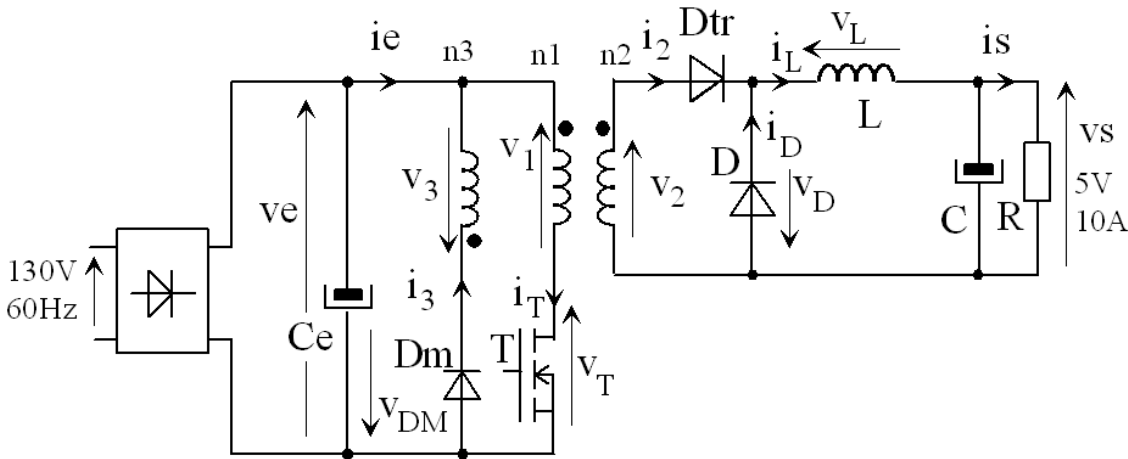 ie
n3
n1
n2
i2
Dtr
iL
vL
is
L
ve
v3
v1
v2
D
iD
vD
C
R
vs
5V
10A
130V
60Hz
Ce
i3
iT
Dm
T
vDM
vT